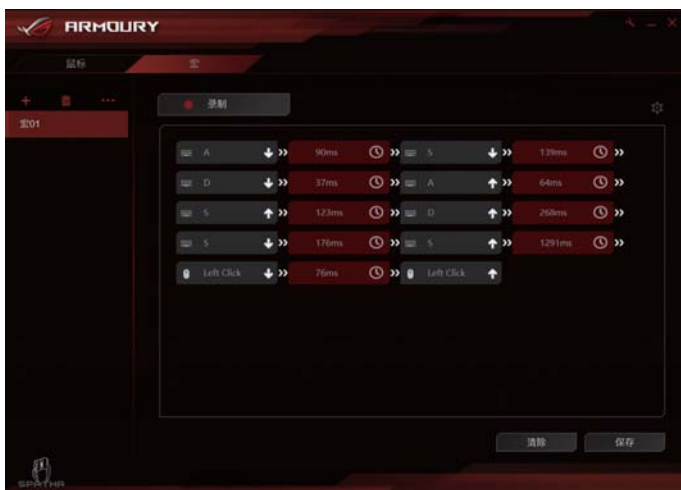 ARMOURY
鼠标 宏
录制
宏01
A 90ms S 139ms
D 37ms A 64ms
S 123ms D 268ms
S 176ms S 1291ms
Left Click 76ms Left Click
清除 保存
SPATHA